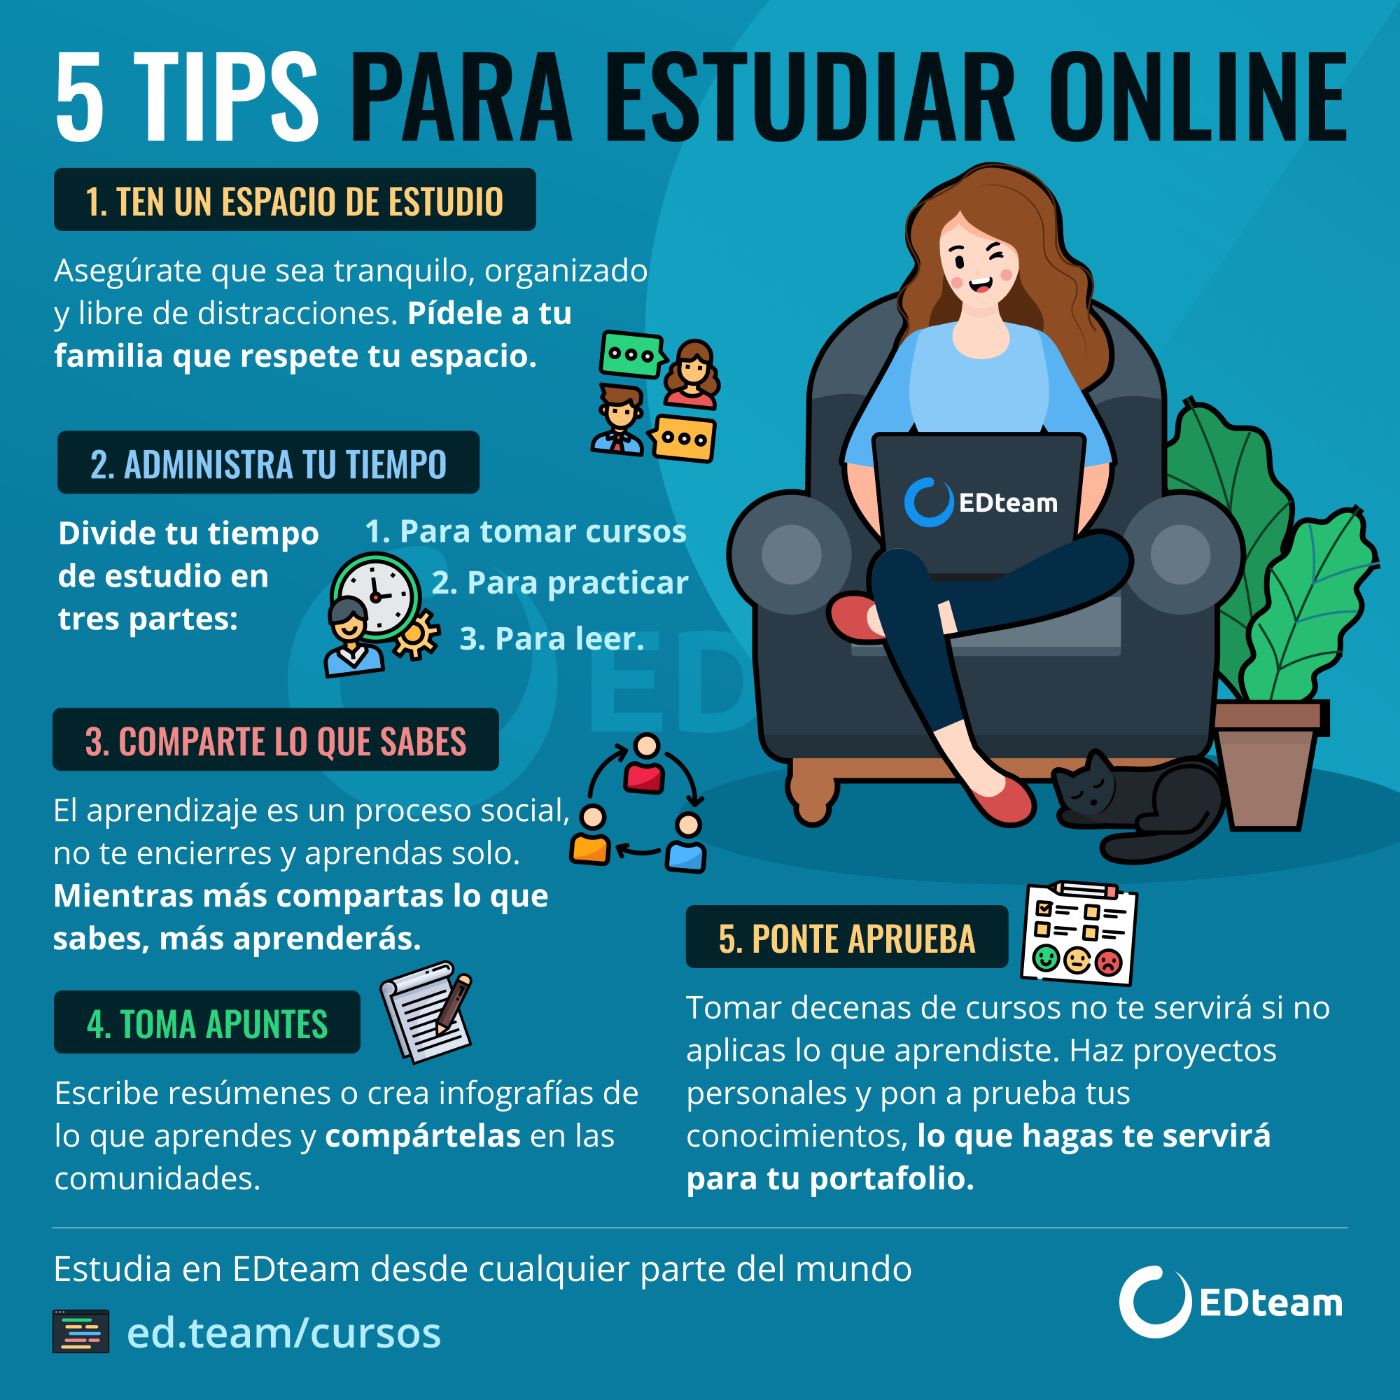 5 TIPS PARA ESTUDIAR ONLINE
1. TEN UN ESPACIO DE ESTUDIO
Asegúrate que sea tranquilo, organizado
y libre de distracciones. Pídele a tu
familia que respete tu espacio.
2. ADMINISTRA TU TIEMPO
Divide tu tiempo
de estudio en
tres partes:
1. Para tomar cursos
2. Para practicar
3. Para leer.
EDteam
ED
3. COMPARTE LO QUE SABES
El aprendizaje es un proceso social,
no te encierres y aprendas solo.
Mientras más compartas lo que
sabes, más aprenderás.
4. TOMA APUNTES
Escribe resúmenes o crea infografías de
lo que aprendes y compártelas en las
comunidades.
5. PONTE APRUEBA
Tomar decenas de cursos no te servirá si no
aplicas lo que aprendiste. Haz proyectos
personales y pon a prueba tus
conocimientos, lo que hagas te servirá
para tu portafolio.
Estudia en EDteam desde cualquier parte del mundo
ed.team/cursos
EDteam